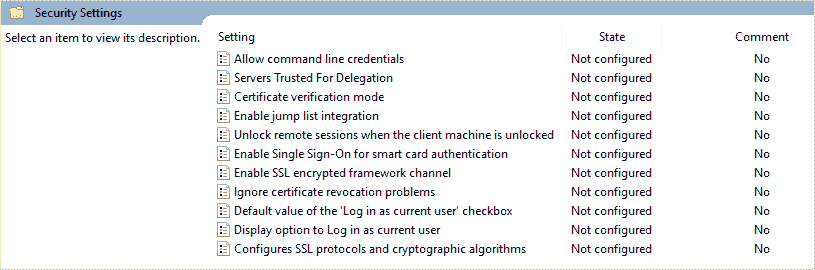 Security Settings
Select an item to view its description.
Setting State Comment
Allow command line credentials Not configured No
Servers Trusted For Delegation Not configured No
Certificate verification mode Not configured No
Enable jump list integration Not configured No
Unlock remote sessions when the client machine is unlocked Not configured No
Enable Single Sign-On for smart card authentication Not configured No
Enable SSL encrypted framework channel Not configured No
Ignore certificate revocation problems Not configured No
Default value of the 'Log in as current user' checkbox Not configured No
Display option to Log in as current user Not configured No
Configures SSL protocols and cryptographic algorithms Not configured No